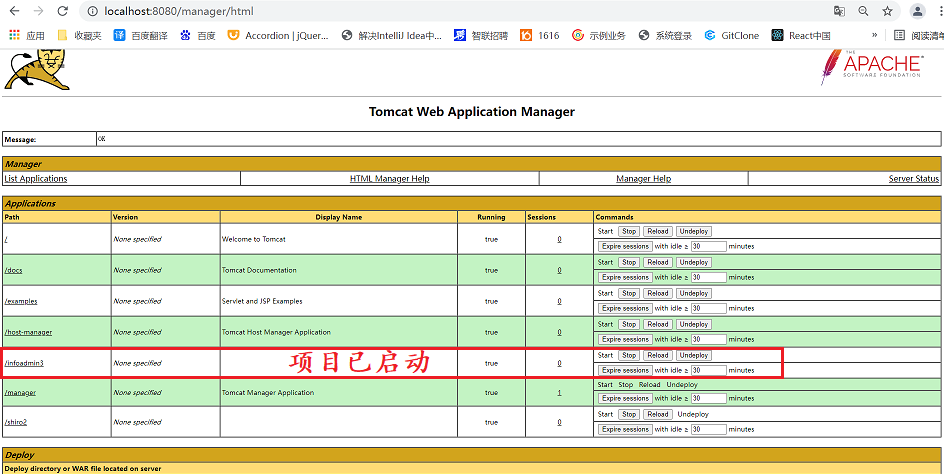 localhost:8080/manager/html
应用 收藏夹 百度翻译 百度 Accordion | jQuer... 解决IntelliJ Idea中... 智联招聘 1616 示例业务 系统登录 GitClone React中国 » 阅读清单
THE
APACHE
SOFTWARE FOUNDATION
Tomcat Web Application Manager
Message: OK
Manager
List Applications HTML Manager Help Manager Help Server Status
Applications
Path Version Display Name Running Sessions Commands
/ None specified Welcome to Tomcat true 0 Start Stop Reload Undeploy
Expire sessions with idle ≥ 30 minutes
/docs None specified Tomcat Documentation true 0 Start Stop Reload Undeploy
Expire sessions with idle ≥ 30 minutes
/examples None specified Servlet and JSP Examples true 0 Start Stop Reload Undeploy
Expire sessions with idle ≥ 30 minutes
/host-manager None specified Tomcat Host Manager Application true 0 Start Stop Reload Undeploy
Expire sessions with idle ≥ 30 minutes
/infoadmin3 None specified 项目已启动 true 0 Start Stop Reload Undeploy
Expire sessions with idle ≥ 30 minutes
/manager None specified Tomcat Manager Application true 1 Start Stop Reload Undeploy
Expire sessions with idle ≥ 30 minutes
/shiro2 None specified true 0 Start Stop Reload Undeploy
Expire sessions with idle ≥ 30 minutes
Deploy
Deploy directory or WAR file located on server